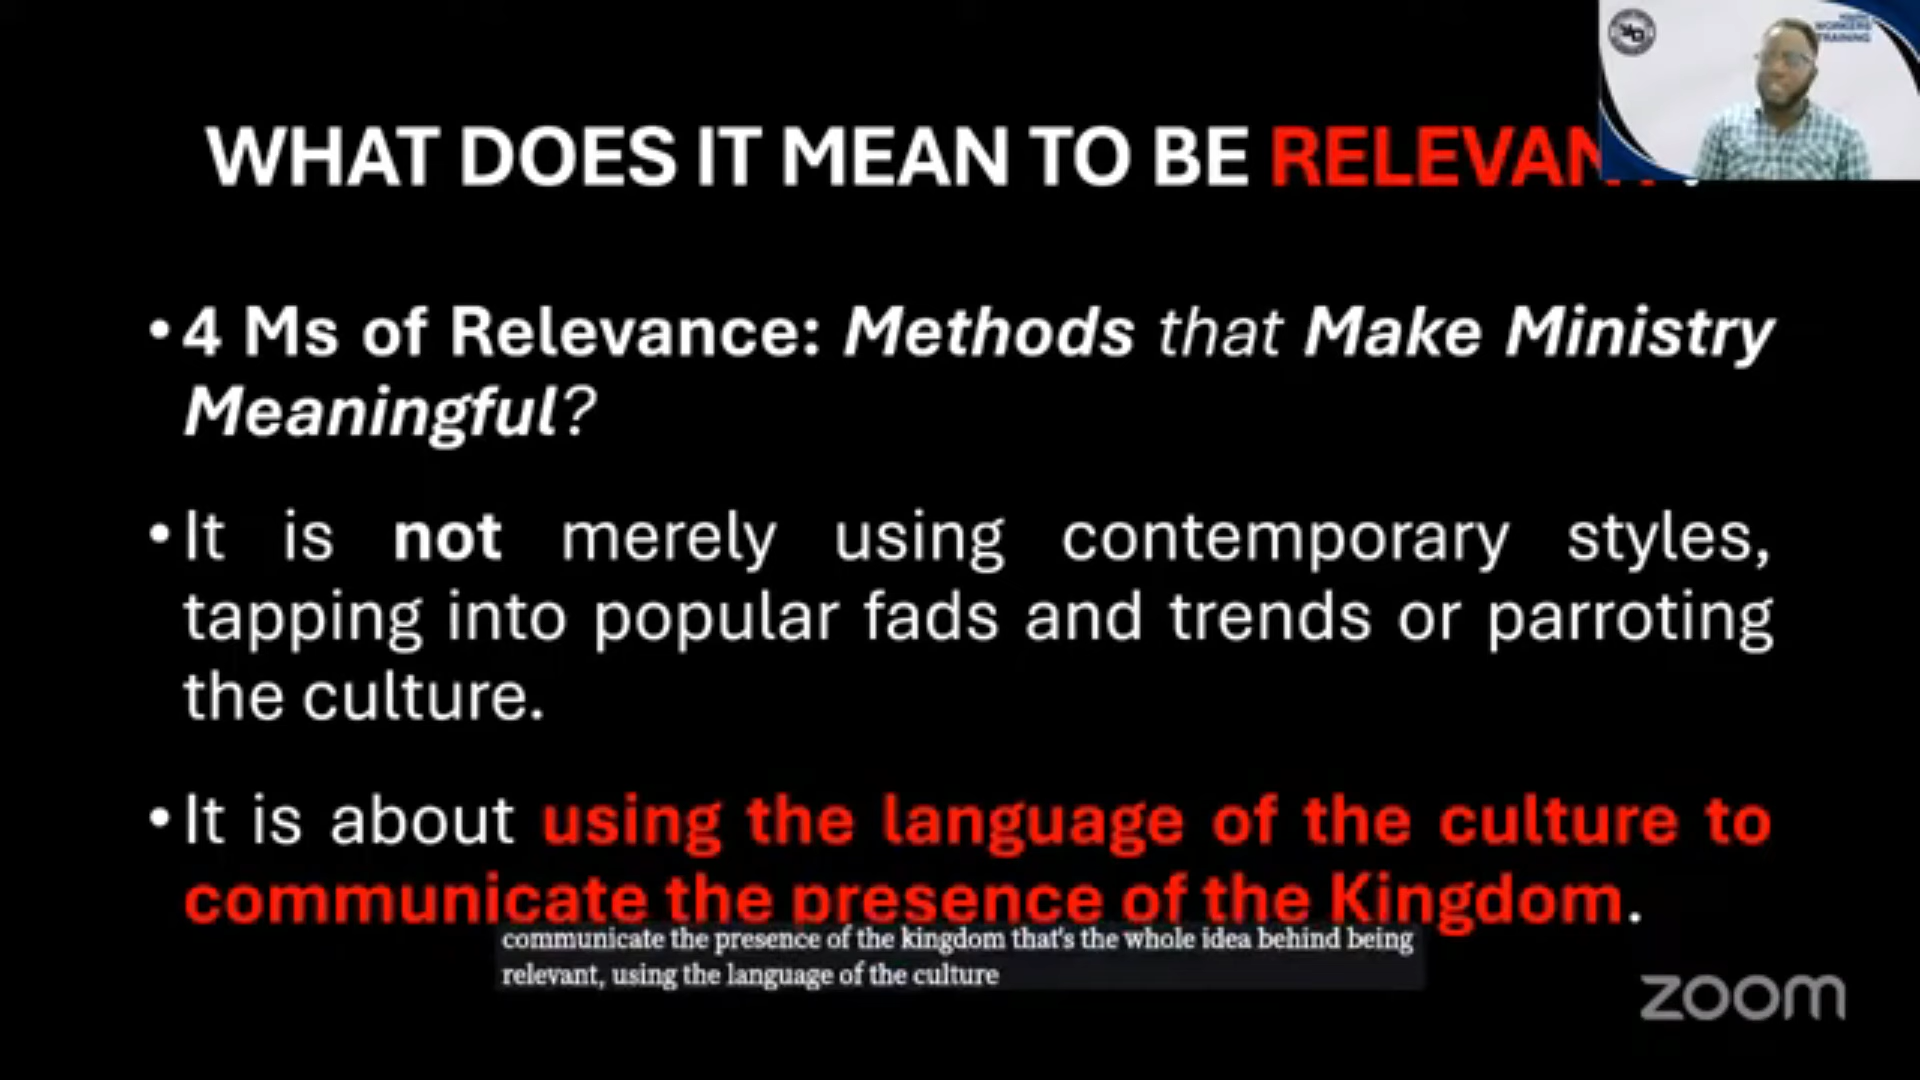 WORKERS
TRAINING
WHAT DOES IT MEAN TO BE RELEVAN
• 4 Ms of Relevance: Methods that Make Ministry
Meaningful?
• It is not merely using contemporary styles,
tapping into popular fads and trends or parroting
the culture.
• It is about using the language of the culture to
communicate the presence of the Kingdom.
communicate the presence of the kingdom that's the whole idea behind being
relevant, using the language of the culture
zoom